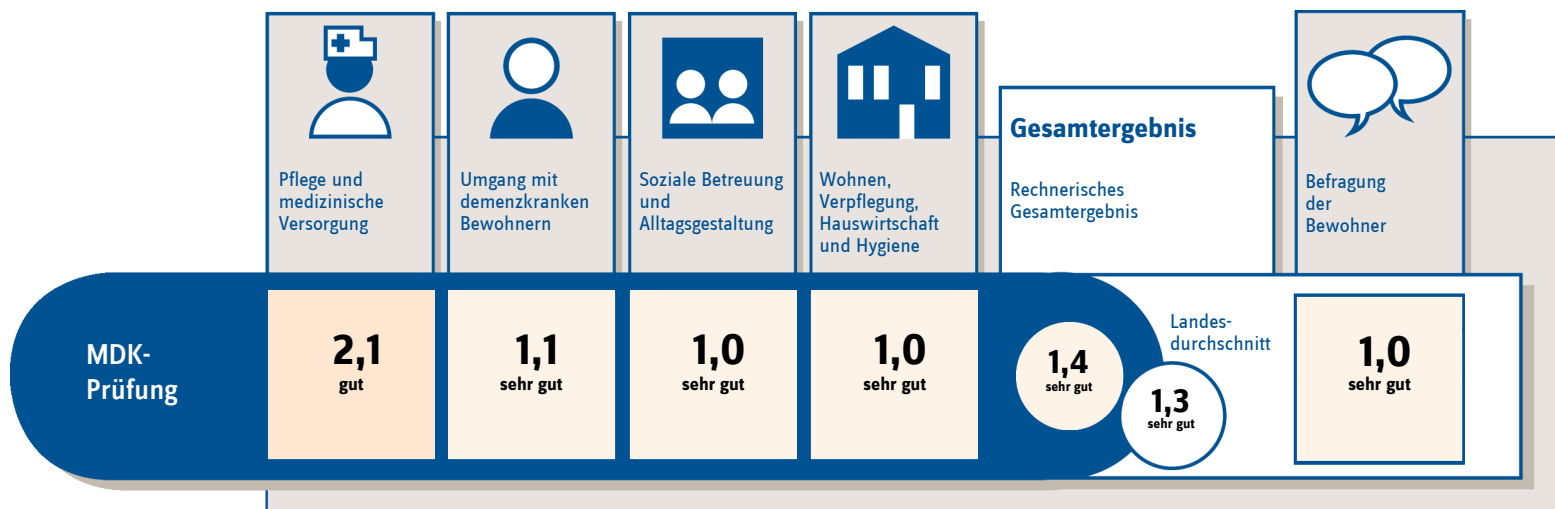 Pflege und
medizinische
Versorgung
Umgang mit
demenzkranken
Bewohnern
Soziale Betreuung
und
Alltagsgestaltung
Wohnen,
Verpflegung,
Hauswirtschaft
und Hygiene
Gesamtergebnis
Rechnerisches
Gesamtergebnis
Befragung
der
Bewohner
MDK-
Prüfung
2,1
gut
1,1
sehr gut
1,0
sehr gut
1,0
sehr gut
1,4
sehr gut
Landes-
durchschnitt
1,3
sehr gut
1,0
sehr gut